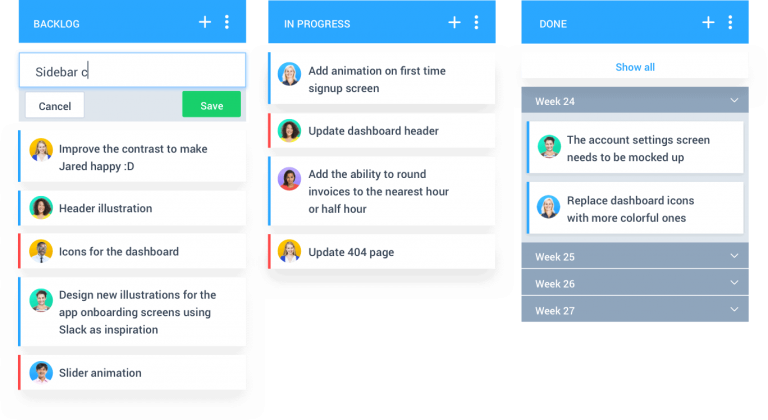 BACKLOG
Sidebar c
Cancel
Save
Improve the contrast to make
Jared happy :D
Header illustration
Icons for the dashboard
Design new illustrations for the
app onboarding screens using
Slack as inspiration
Slider animation
IN PROGRESS
Add animation on first time
signup screen
Update dashboard header
Add the ability to round
invoices to the nearest hour
or half hour
Update 404 page
DONE
Show all
Week 24
The account settings screen
needs to be mocked up
Replace dashboard icons
with more colorful ones
Week 25
Week 26
Week 27